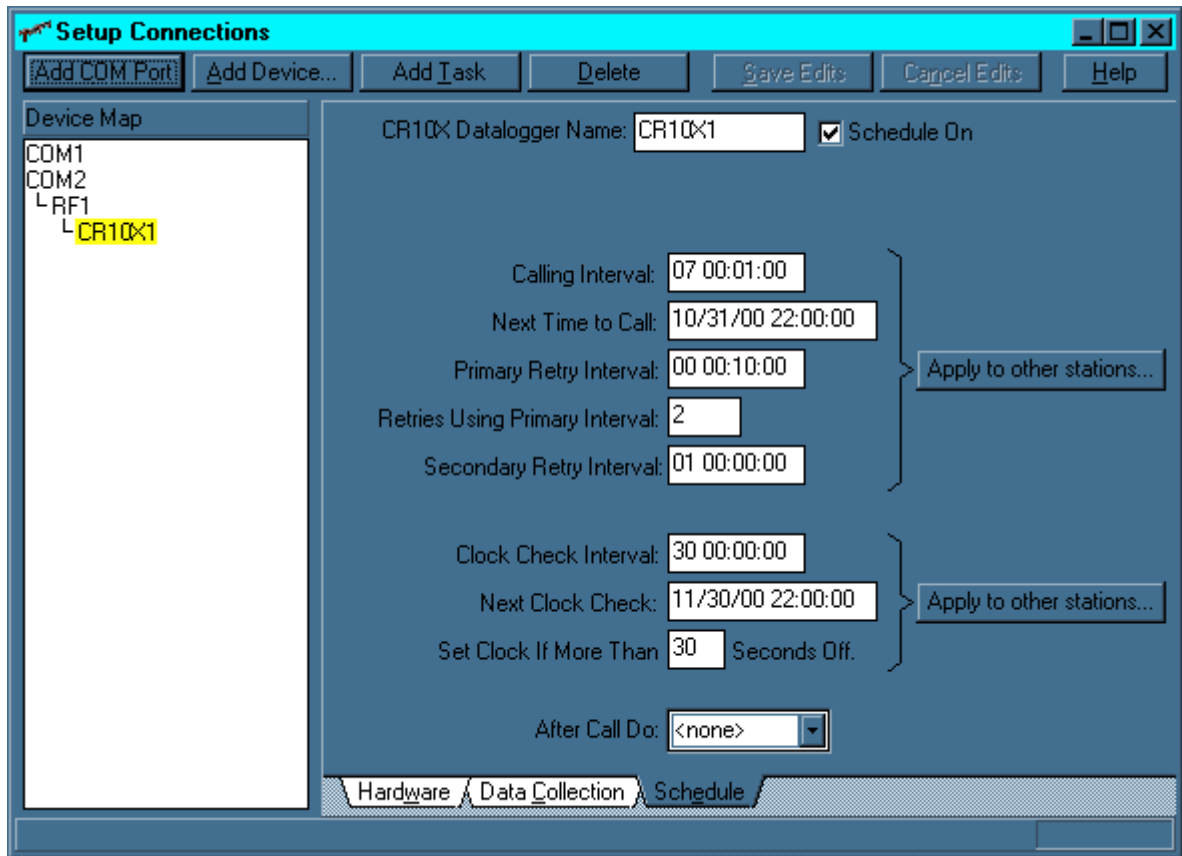 Setup Connections
Add COM Port Add Device... Add Task Delete Save Edits Cancel Edits Help
Device Map
COM1
COM2
RF1
CR10X1
CR10X Datalogger Name: CR10X1 Schedule On
Calling Interval: 07 00:01:00
Next Time to Call: 10/31/00 22:00:00
Primary Retry Interval: 00 00:10:00
Apply to other stations...
Retries Using Primary Interval: 2
Secondary Retry Interval: 01 00:00:00
Clock Check Interval: 30 00:00:00
Next Clock Check: 11/30/00 22:00:00
Apply to other stations...
Set Clock If More Than 30 Seconds Off.
After Call Do: <none>
Hardware Data Collection Schedule